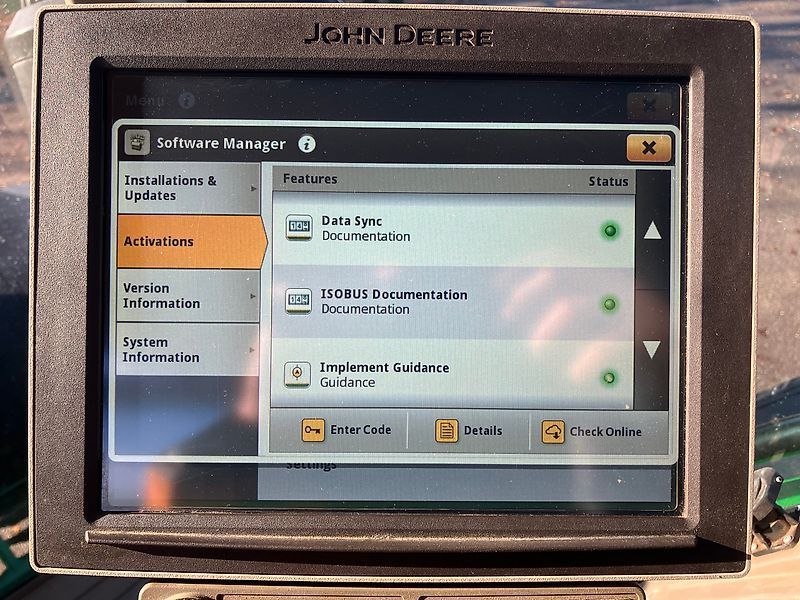 JOHN DEERE
Menu
Software Manager
Installations &
Updates
Activations
Version
Information
System
Information
Features Status
Data Sync
Documentation
ISOBUS Documentation
Documentation
Implement Guidance
Guidance
Enter Code Details Check Online
Settings